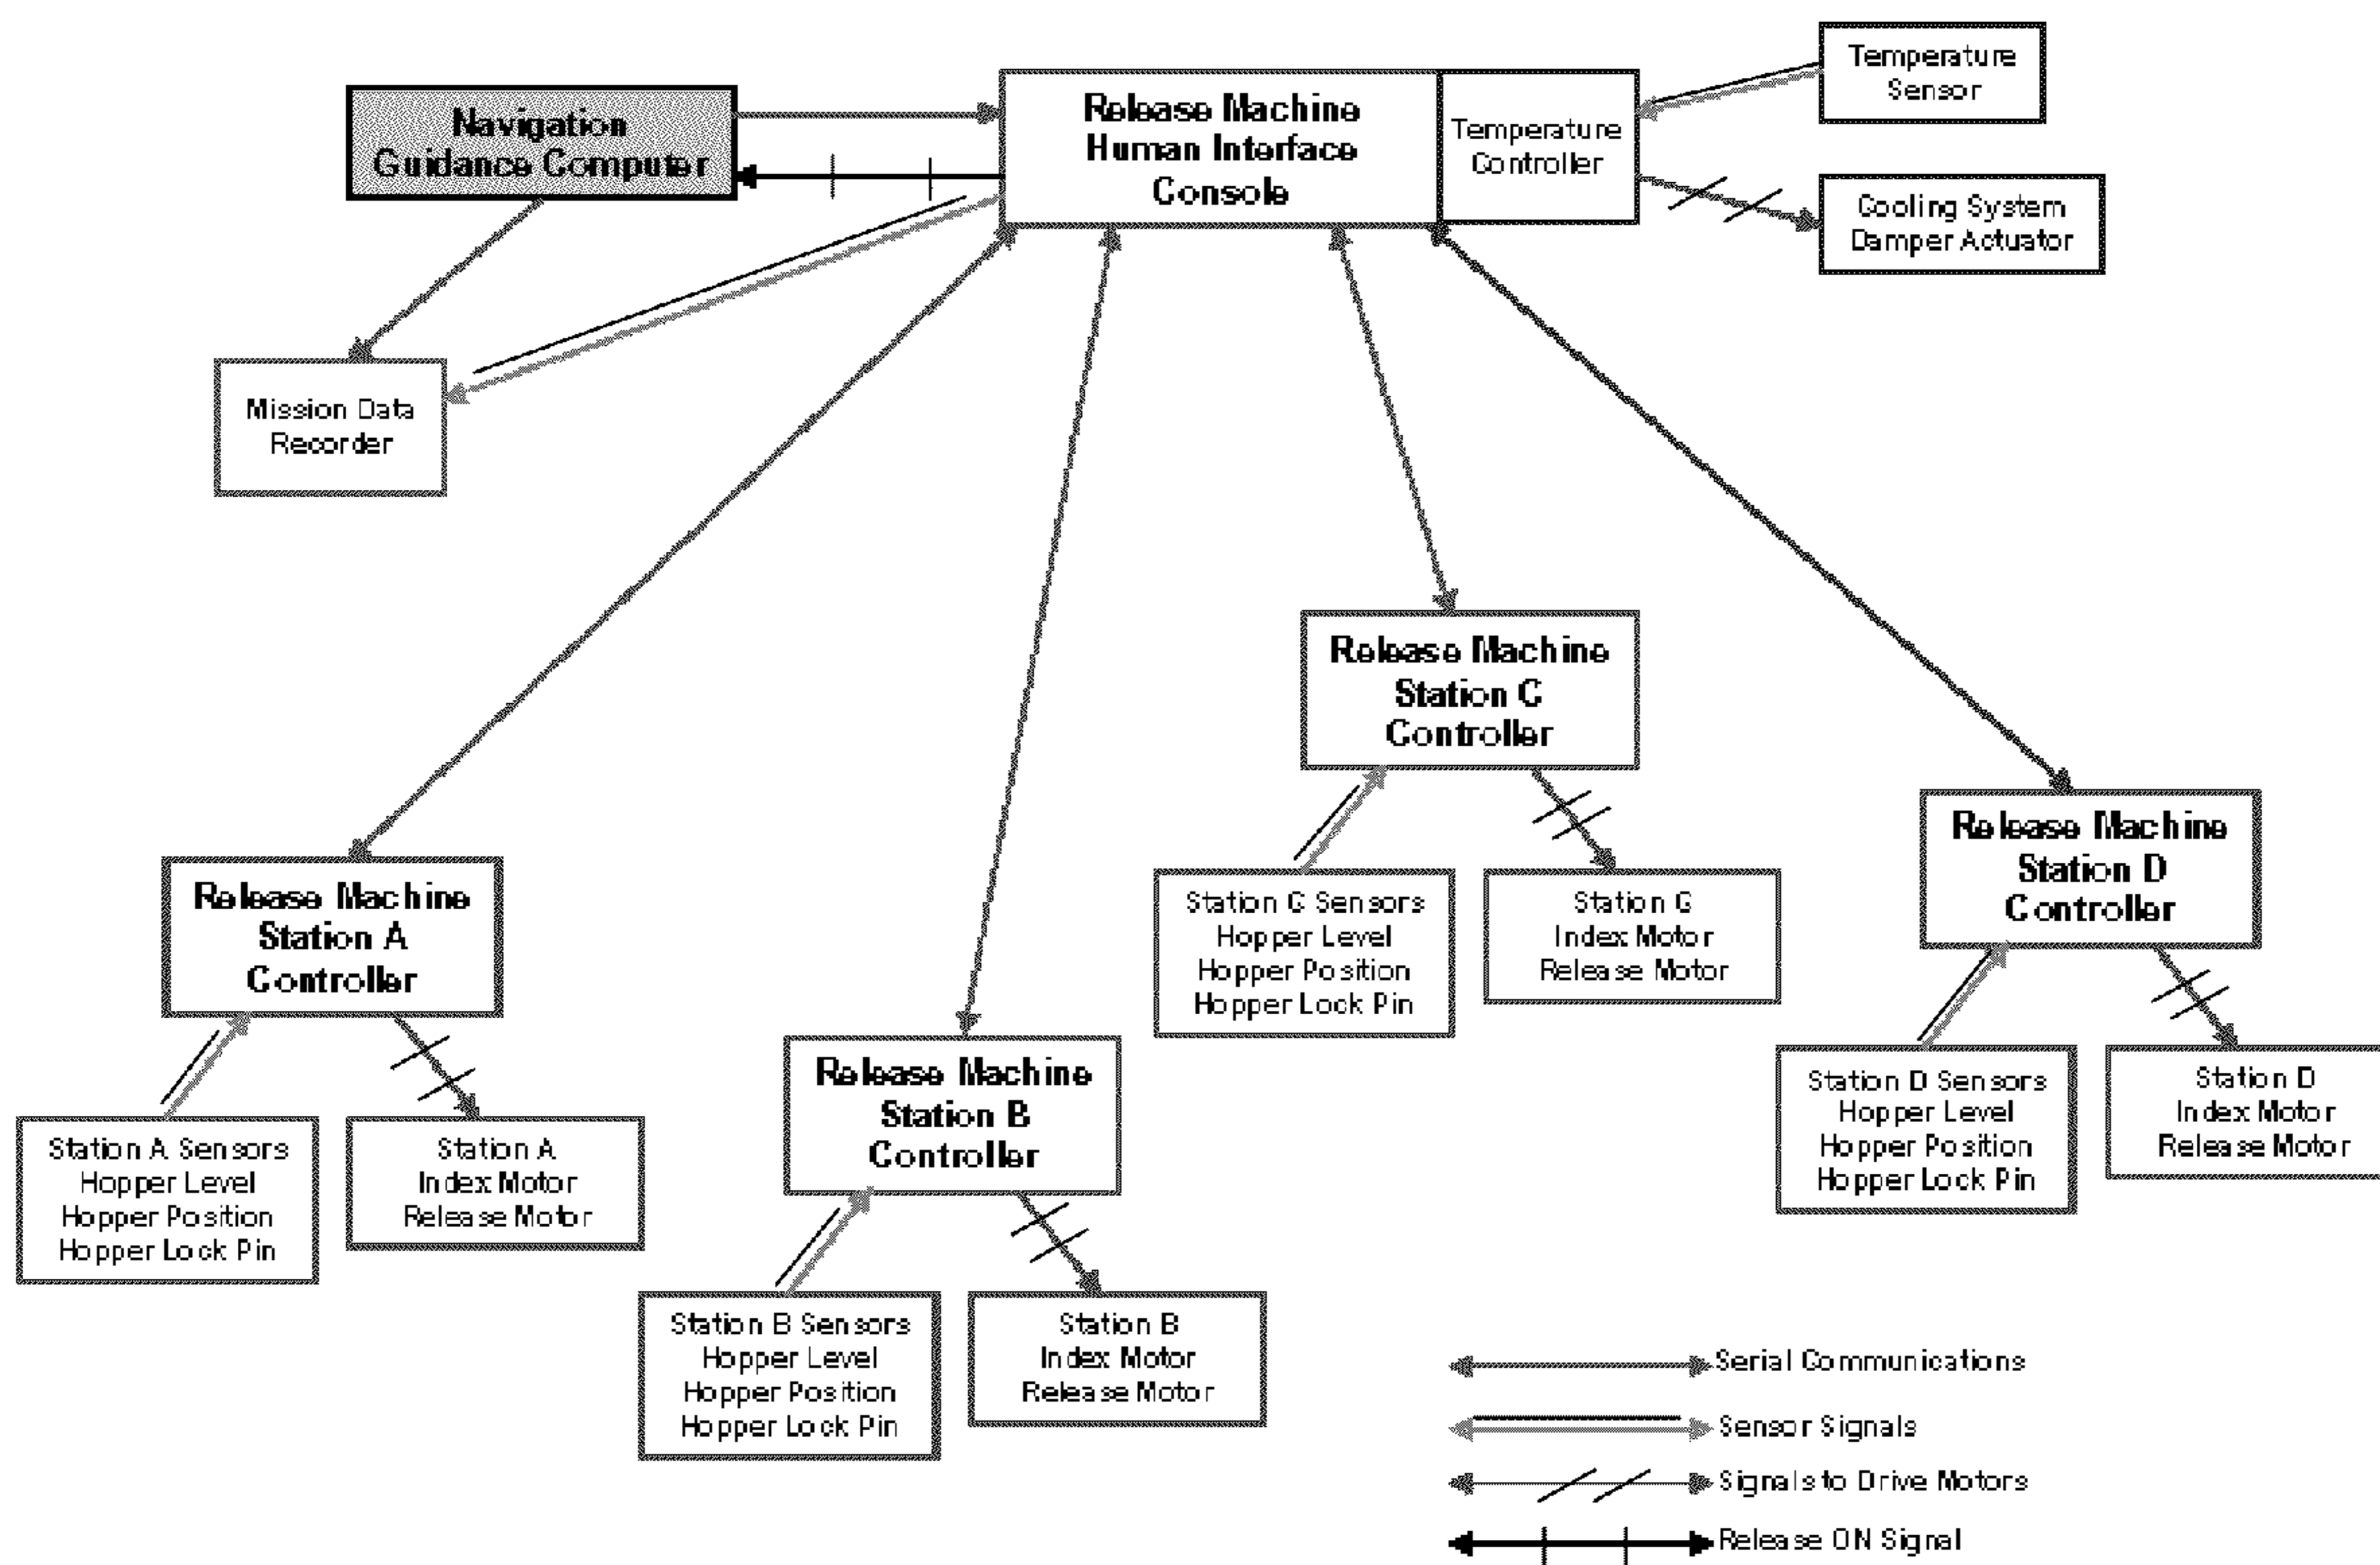 Temperature
Sensor
Navigation
Guidance Computer
Release Machine
Human Interface
Console
Temperature
Controller
Cooling System
Damper Actuator
Mission Data
Recorder
Release Machine
Station C
Controller
Release Machine
Station D
Controller
Release Machine
Station A
Controller
Station C Sensors
Hopper Level
Hopper Position
Hopper Lock Pin
Station C
Index Motor
Release Motor
Release Machine
Station B
Controller
Station D Sensors
Hopper Level
Hopper Position
Hopper Lock Pin
Station D
Index Motor
Release Motor
Station A Sensors
Hopper Level
Hopper Position
Hopper Lock Pin
Station A
Index Motor
Release Motor
Station B Sensors
Hopper Level
Hopper Position
Hopper Lock Pin
Station B
Index Motor
Release Motor
Serial Communications
Sensor Signals
Signals to Drive Motors
Release ON Signal